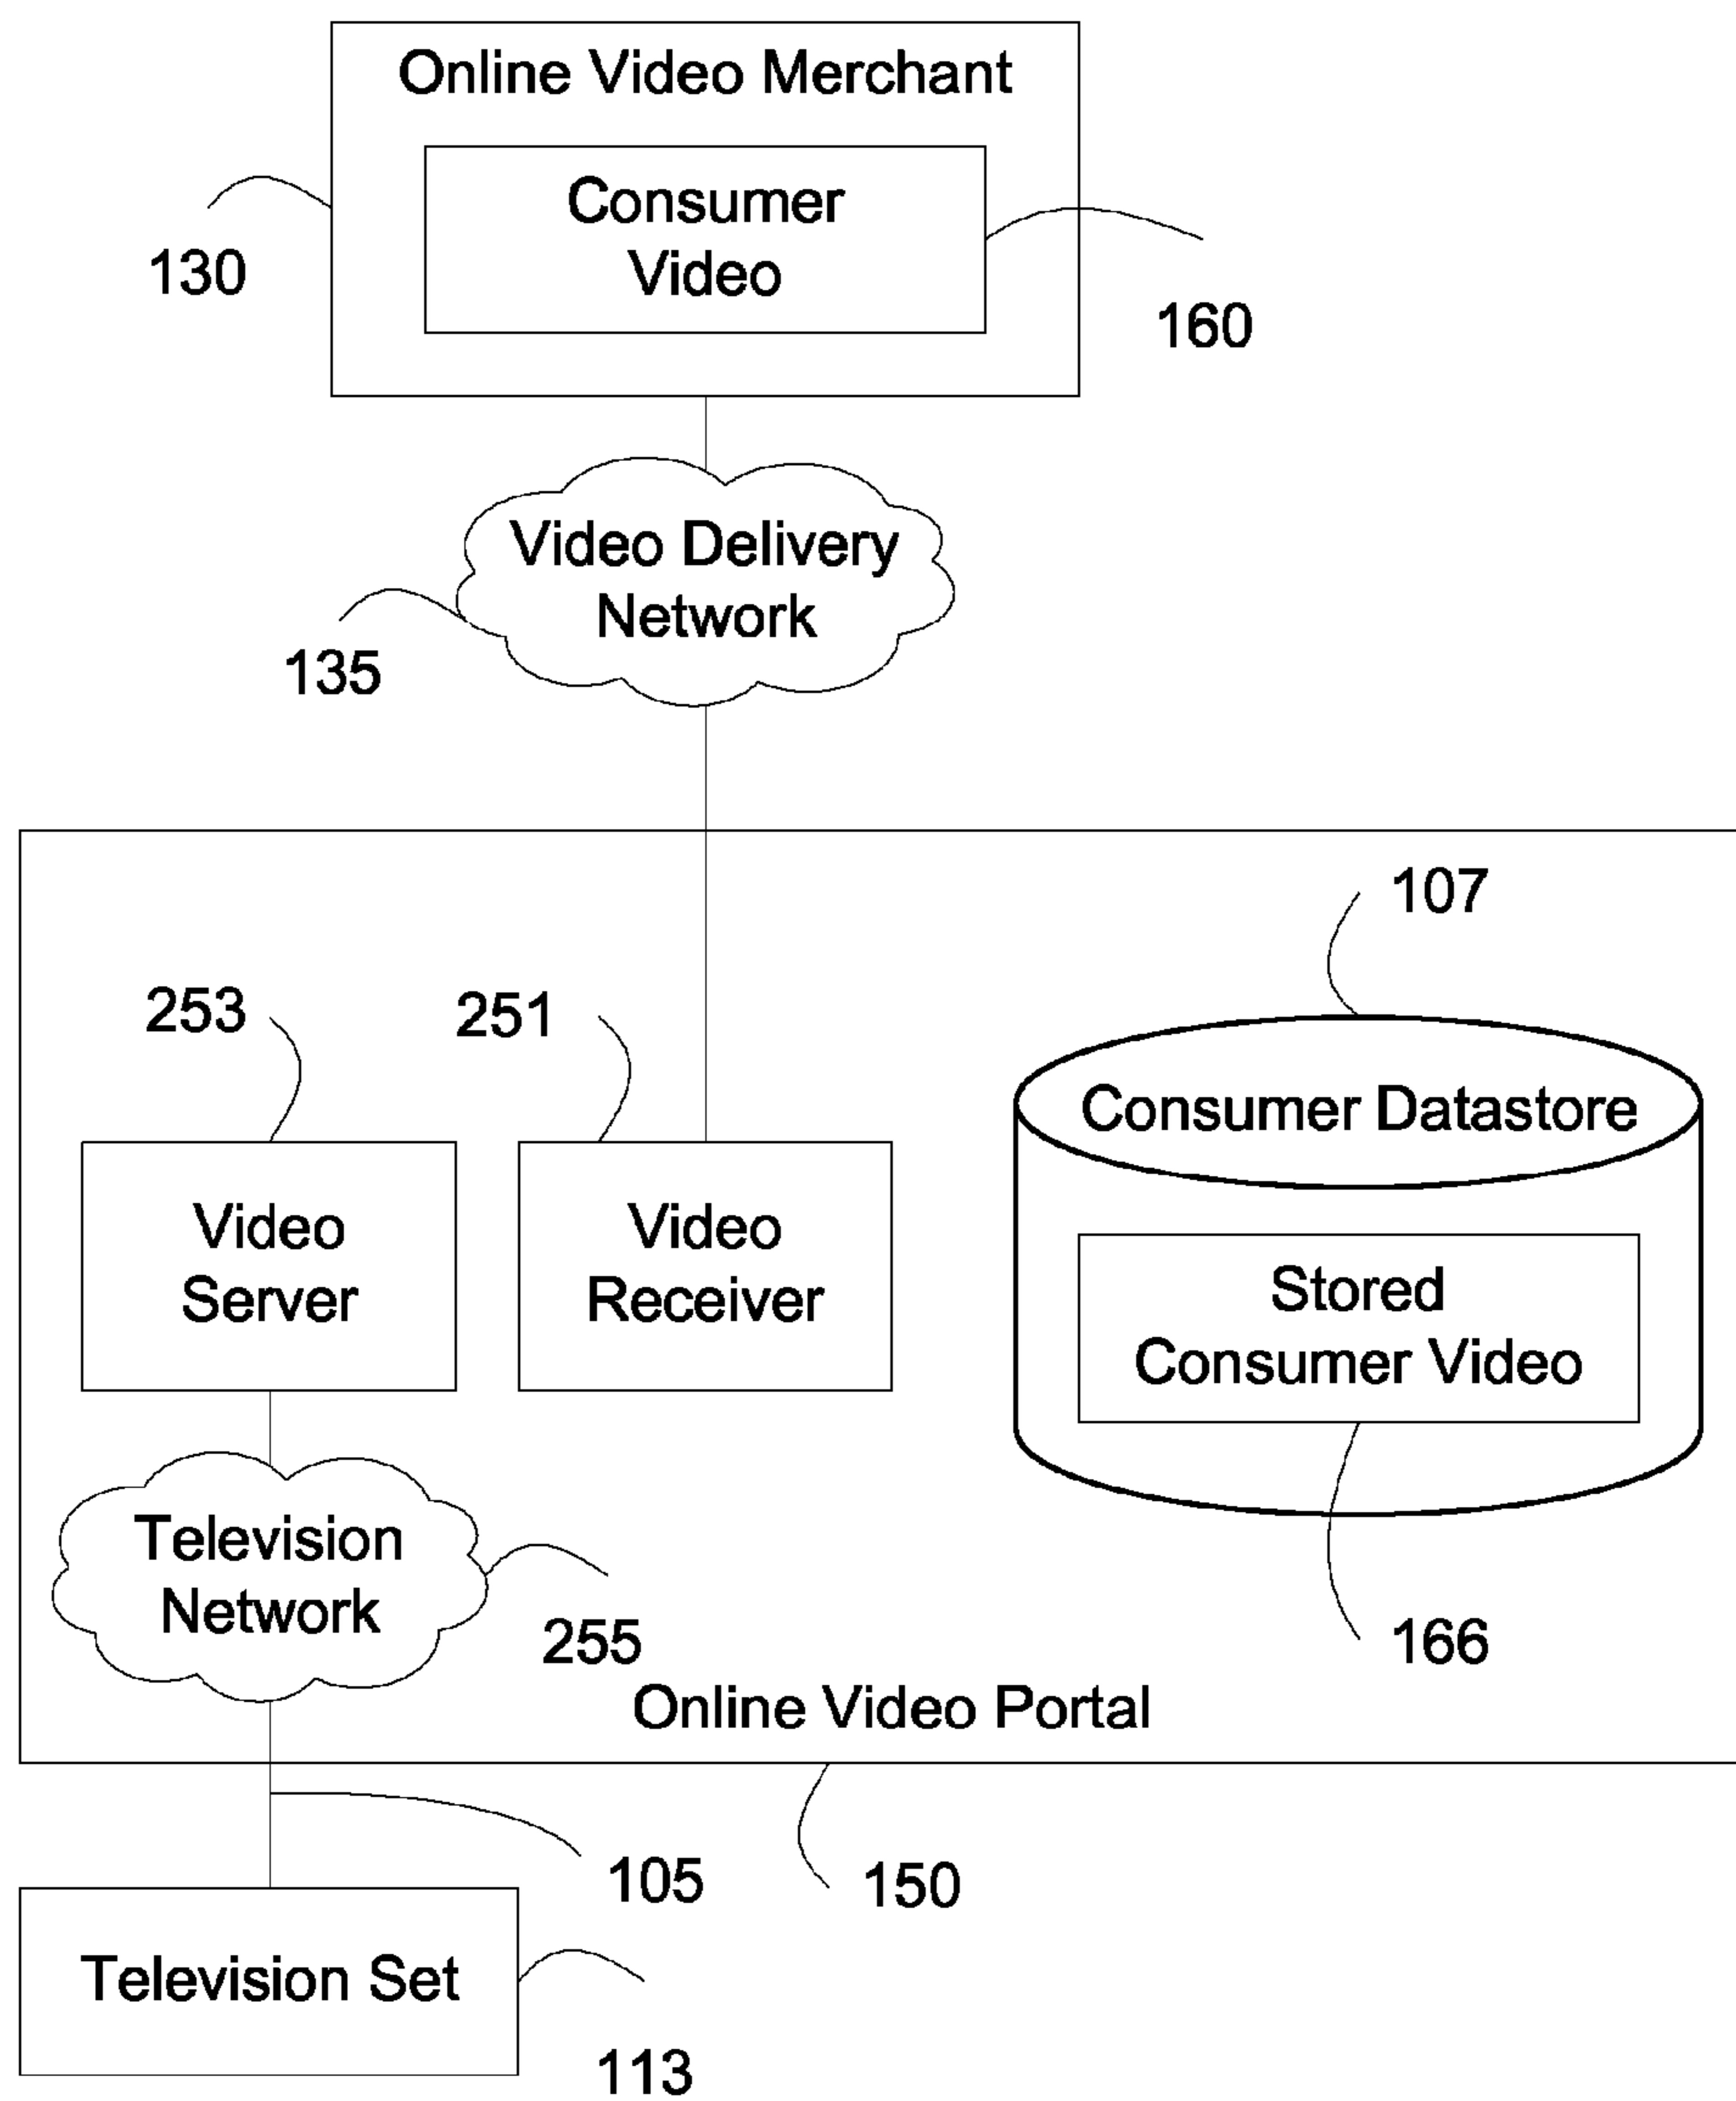 Online Video Merchant
Consumer
Video
130
160
Video Delivery
Network
135
107
253
251
Consumer Datastore
Video
Server
Video
Receiver
Stored
Consumer Video
Television
Network
255
166
Online Video Portal
105
150
Television Set
113